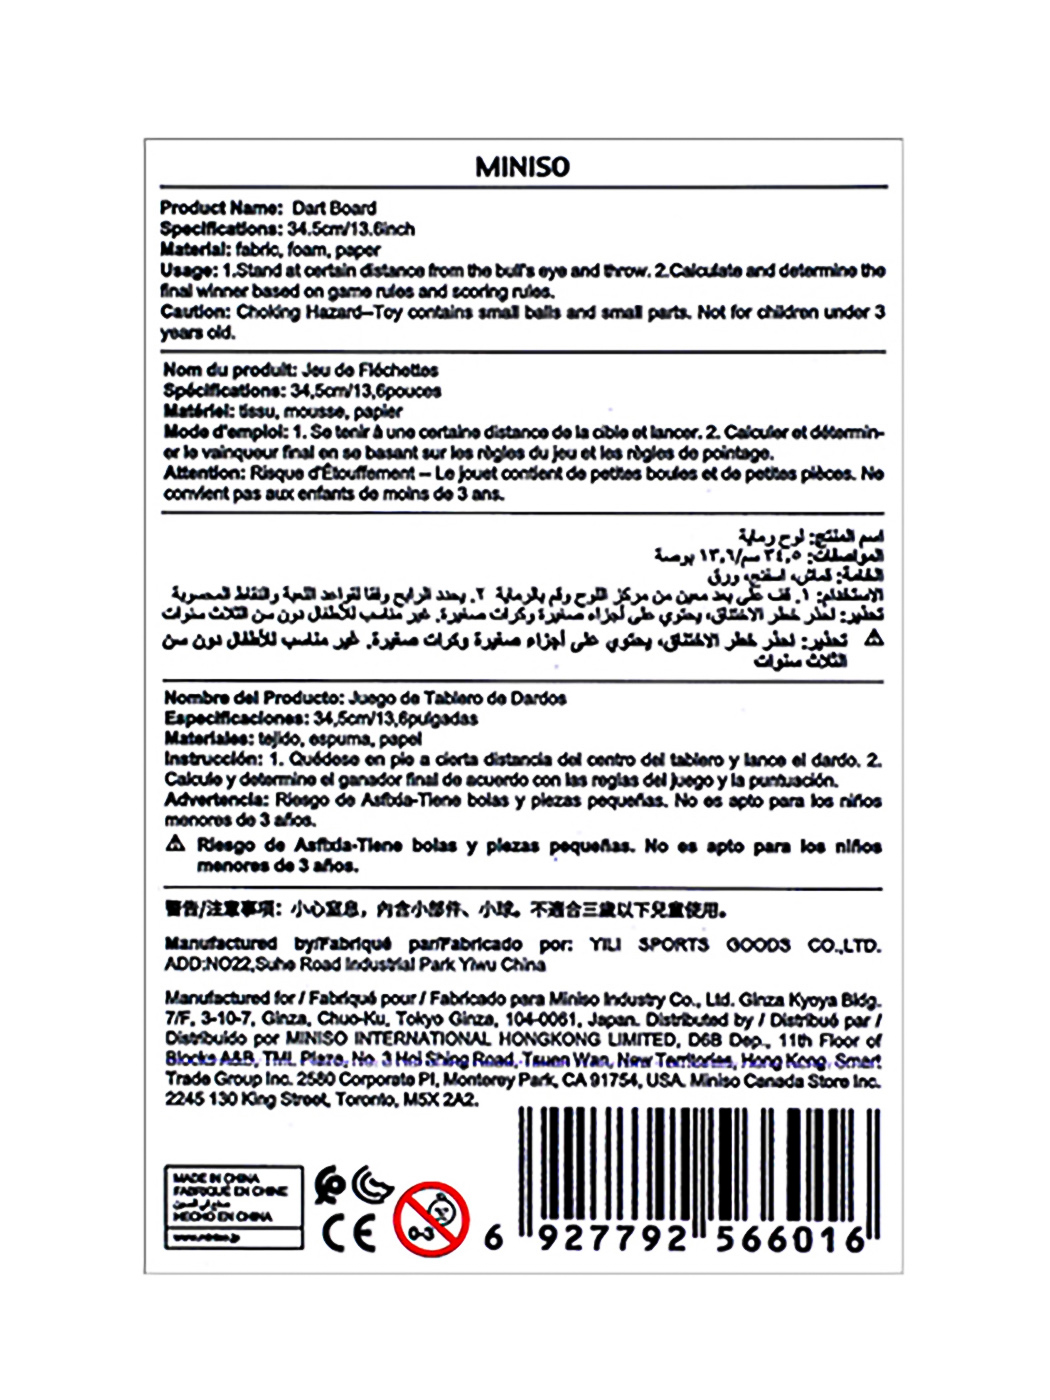 MINISO
Product Name: Dart Board
Specifications: 34.5cm/13.6inch
Material: fabric, foam, paper
Usage: 1.Stand at certain distance from the bull's eye and throw. 2.Calculate and determine the
final winner based on game rules and scoring rules.
Caution: Choking Hazard–Toy contains small balls and small parts. Not for children under 3
years old.
Nom du produit: Jeu de Fléchettes
Spécifications: 34,5cm/13,6pouces
Matériel: tissu, mousse, papier
Mode d'emploi: 1. Se tenir à une certaine distance de la cible et lancer. 2. Calculer et détermin-
er le vainqueur final en se basant sur les règles du jeu et les règles de pointage.
Attention: Risque d'Étouffement – Le jouet contient de petites boules et de petites pièces. Ne
convient pas aux enfants de moins de 3 ans.
اسم المنتج: لوح رماية
المواصفات: ٣٤,٥ سم/١٣,٦ بوصة
الخامة: قماش، اسفنج، ورق
الاستخدام: ١. قف على بعد معين من مركز اللوح وقم بالرماية ٢. يحدد الرابح وفقا لقواعد اللعبة والنقاط المحسوبة
تحذير: احذر خطر الاختناق، يحتوي على أجزاء صغيرة وكرات صغيرة. غير مناسب للأطفال دون سن الثلاث سنوات
⚠ تحذير: احذر خطر الاختناق، يحتوي على أجزاء صغيرة وكرات صغيرة. غير مناسب للأطفال دون سن
الثلاث سنوات
Nombre del Producto: Juego de Tablero de Dardos
Especificaciones: 34,5cm/13,6pulgadas
Materiales: tejido, espuma, papel
Instrucción: 1. Quédese en pie a cierta distancia del centro del tablero y lance el dardo. 2.
Calcule y determine el ganador final de acuerdo con las reglas del juego y la puntuación.
Advertencia: Riesgo de Asfixia-Tiene bolas y piezas pequeñas. No es apto para los niños
menores de 3 años.
⚠ Riesgo de Asfixia-Tiene bolas y piezas pequeñas. No es apto para los niños
menores de 3 años.
警告/注意事項：小心窒息，內含小部件、小球。不適合三歲以下兒童使用。
Manufactured by/Fabriqué par/Fabricado por: YILI SPORTS GOODS CO.,LTD.
ADD:NO22,Suhe Road Industrial Park Yiwu China
Manufactured for / Fabriqué pour / Fabricado para Miniso Industry Co., Ltd. Ginza Kyoya Bldg.
7/F, 3-10-7, Ginza, Chuo-Ku, Tokyo Ginza, 104-0061, Japan. Distributed by / Distribué par /
Distribuido por MINISO INTERNATIONAL HONGKONG LIMITED, D6B Dep., 11th Floor of
Blocks A&B, TML Plaza, No. 3 Hoi Shing Road, Tsuen Wan, New Territories, Hong Kong. Smart
Trade Group Inc. 2580 Corporate Pl, Monterey Park, CA 91754, USA. Miniso Canada Store Inc.
2245 130 King Street, Toronto, M5X 2A2.
MADE IN CHINA
FABRIQUÉ EN CHINE
صنع في الصين
HECHO EN CHINA
www.miniso.jp
CE
0-3
6 927792 566016